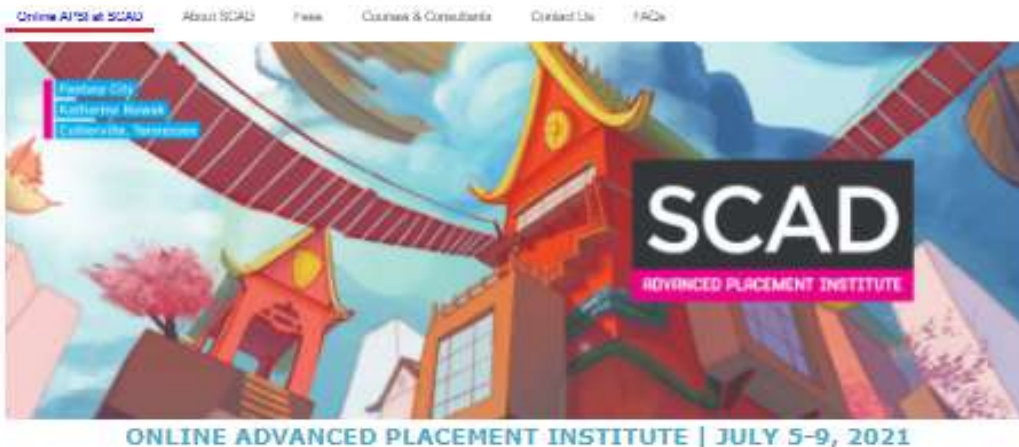 Online APSI at SCAD About SCAD Fees Courses & Consultants Contact Us FAQs
Fantasy City
Katherine Nowak
Collierville, Tennessee
SCAD
ADVANCED PLACEMENT INSTITUTE
ONLINE ADVANCED PLACEMENT INSTITUTE | JULY 5-9, 2021